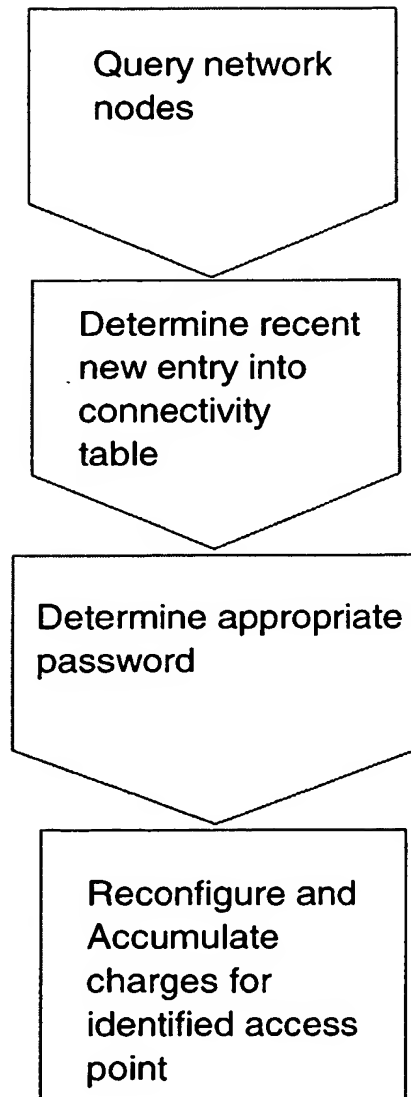 Query network
nodes
Determine recent
new entry into
connectivity
table
Determine appropriate
password
Reconfigure and
Accumulate
charges for
identified access
point